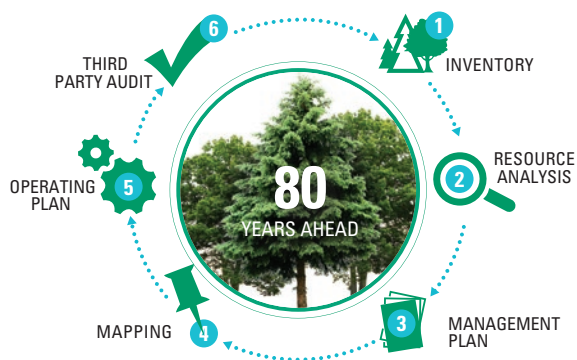 6
THIRD
PARTY AUDIT
1
INVENTORY
RESOURCE
ANALYSIS
2
5
OPERATING
PLAN
80
YEARS AHEAD
3
MANAGEMENT
PLAN
4
MAPPING